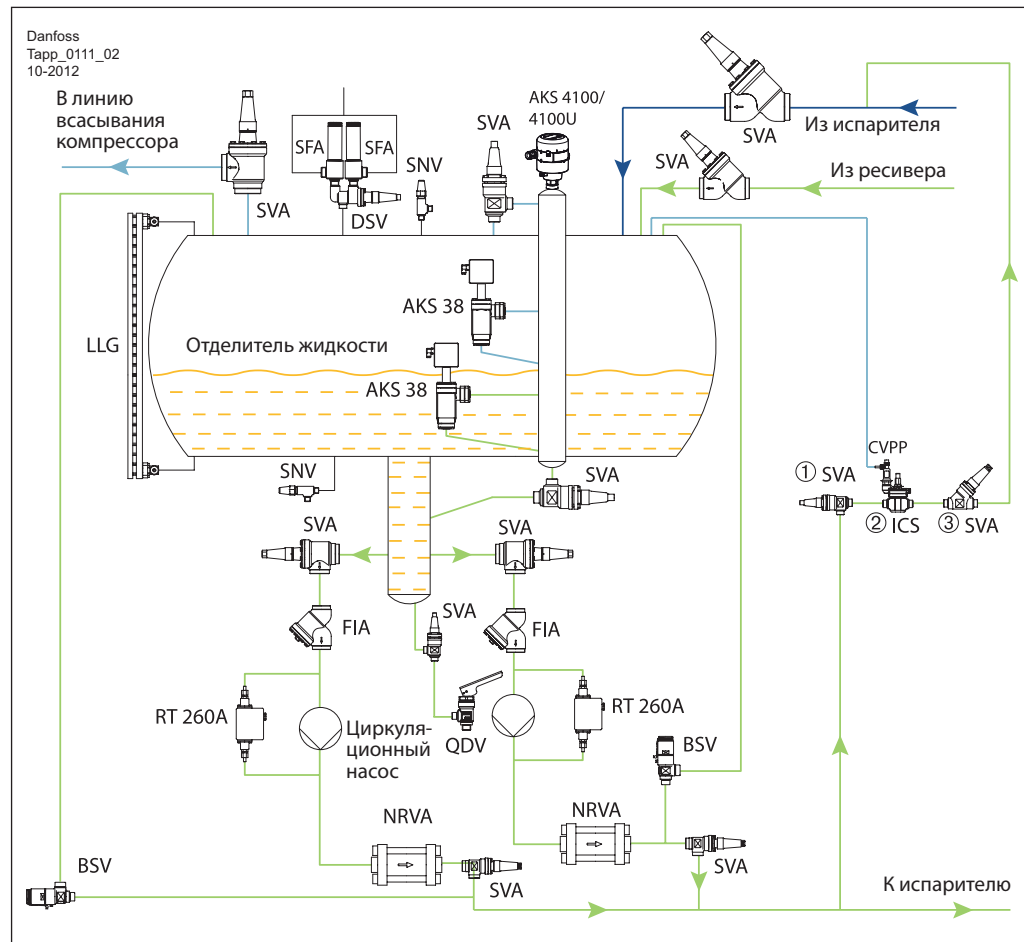 Danfoss
Tapp_0111_02
10-2012
В линию
всасывания
компрессора
SVA
SFA
SFA
DSV
SNV
SVA
AKS 4100/
4100U
SVA
Из испарителя
SVA
Из ресивера
LLG
Отделитель жидкости
AKS 38
AKS 38
SNV
SVA
SVA
SVA
CVPP
① SVA
② ICS
③ SVA
FIA
SVA
FIA
RT 260A
Циркуля-
ционный
насос
QDV
RT 260A
BSV
NRVA
NRVA
BSV
SVA
SVA
К испарителю